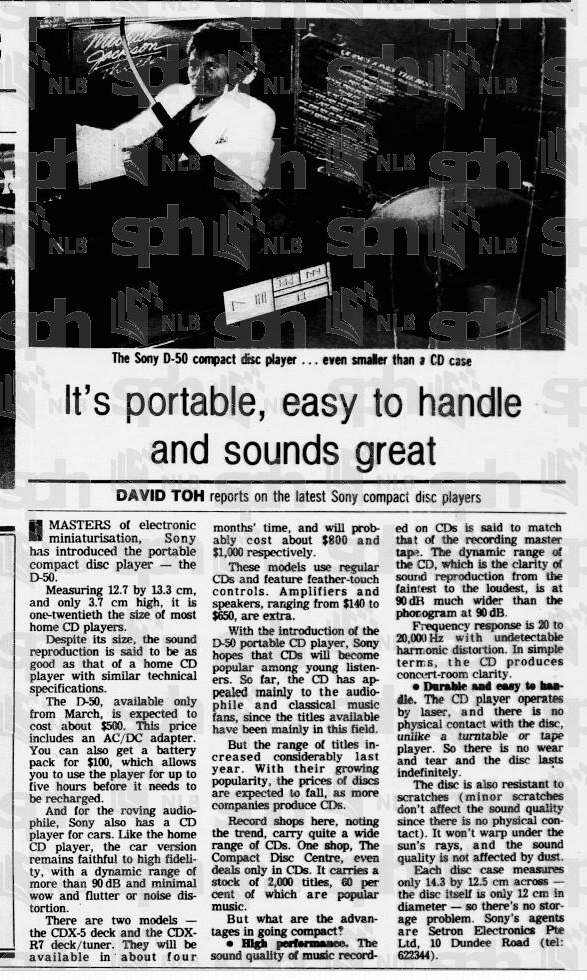 Michael
Jackson
Thriller
The Sony D-50 compact disc player ... even smaller than a CD case
It's portable, easy to handle
and sounds great
DAVID TOH reports on the latest Sony compact disc players
MASTERS of electronic
miniaturisation, Sony
has introduced the portable
compact disc player — the
D-50.
Measuring 12.7 by 13.3 cm,
and only 3.7 cm high, it is
one-twentieth the size of most
home CD players.
Despite its size, the sound
reproduction is said to be as
good as that of a home CD
player with similar technical
specifications.
The D-50, available only
from March, is expected to
cost about $500. This price
includes an AC/DC adapter.
You can also get a battery
pack for $100, which allows
you to use the player for up to
five hours before it needs to
be recharged.
And for the roving audio-
phile, Sony also has a CD
player for cars. Like the home
CD player, the car version
remains faithful to high fideli-
ty, with a dynamic range of
more than 90 dB and minimal
wow and flutter or noise dis-
tortion.
There are two models —
the CDX-5 deck and the CDX-
R7 deck/tuner. They will be
available in about four
months' time, and will prob-
ably cost about $800 and
$1,000 respectively.
These models use regular
CDs and feature feather-touch
controls. Amplifiers and
speakers, ranging from $140 to
$650, are extra.
With the introduction of the
D-50 portable CD player, Sony
hopes that CDs will become
popular among young listen-
ers. So far, the CD has ap-
pealed mainly to the audio-
phile and classical music
fans, since the titles available
have been mainly in this field.
But the range of titles in-
creased considerably last
year. With their growing
popularity, the prices of discs
are expected to fall, as more
companies produce CDs.
Record shops here, noting
the trend, carry quite a wide
range of CDs. One shop, The
Compact Disc Centre, even
deals only in CDs. It carries a
stock of 2,000 titles, 60 per
cent of which are popular
music.
But what are the advan-
tages in going compact?
● High performance. The
sound quality of music record-
ed on CDs is said to match
that of the recording master
tape. The dynamic range of
the CD, which is the clarity of
sound reproduction from the
faintest to the loudest, is at
90 dB much wider than the
phonogram at 90 dB.
Frequency response is 20 to
20,000 Hz with undetectable
harmonic distortion. In simple
terms, the CD produces
concert-room clarity.
● Durable and easy to han-
dle. The CD player operates
by laser, and there is no
physical contact with the disc,
unlike a turntable or tape
player. So there is no wear
and tear and the disc lasts
indefinitely.
The disc is also resistant to
scratches (minor scratches
don't affect the sound quality
since there is no physical con-
tact). It won't warp under the
sun's rays, and the sound
quality is not affected by dust.
Each disc case measures
only 14.3 by 12.5 cm across —
the disc itself is only 12 cm in
diameter — so there's no stor-
age problem. Sony's agents
are Setron Electronics Pte
Ltd, 10 Dundee Road (tel:
622344).